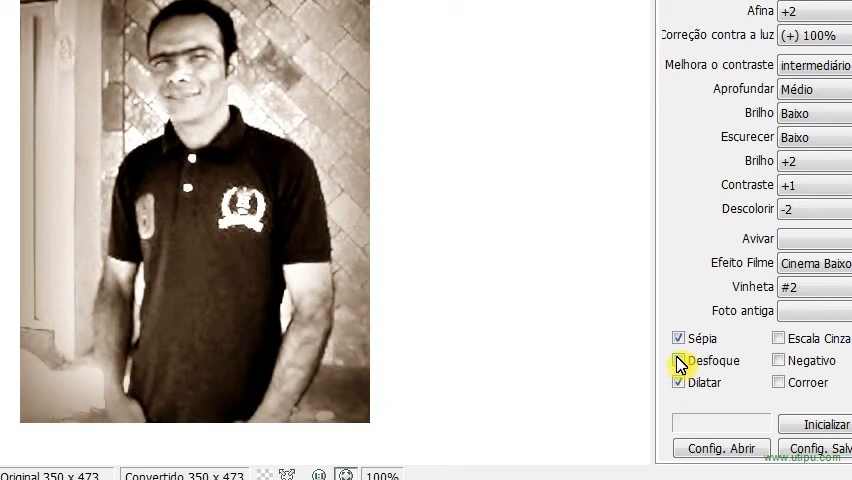 Afina +2
Correção contra a luz (+) 100%
Melhora o contraste intermediário
Aprofundar Médio
Brilho Baixo
Escurecer Baixo
Brilho +2
Contraste +1
Descolorir -2
Avivar
Efeito Filme Cinema Baixo
Vinheta #2
Foto antiga
Sépia Escala Cinza
Desfoque Negativo
Dilatar Corroer
Inicializar
Config. Abrir Config. Salv
www.utipu.com
Original 350 x 473 Convertido 350 x 473 100%